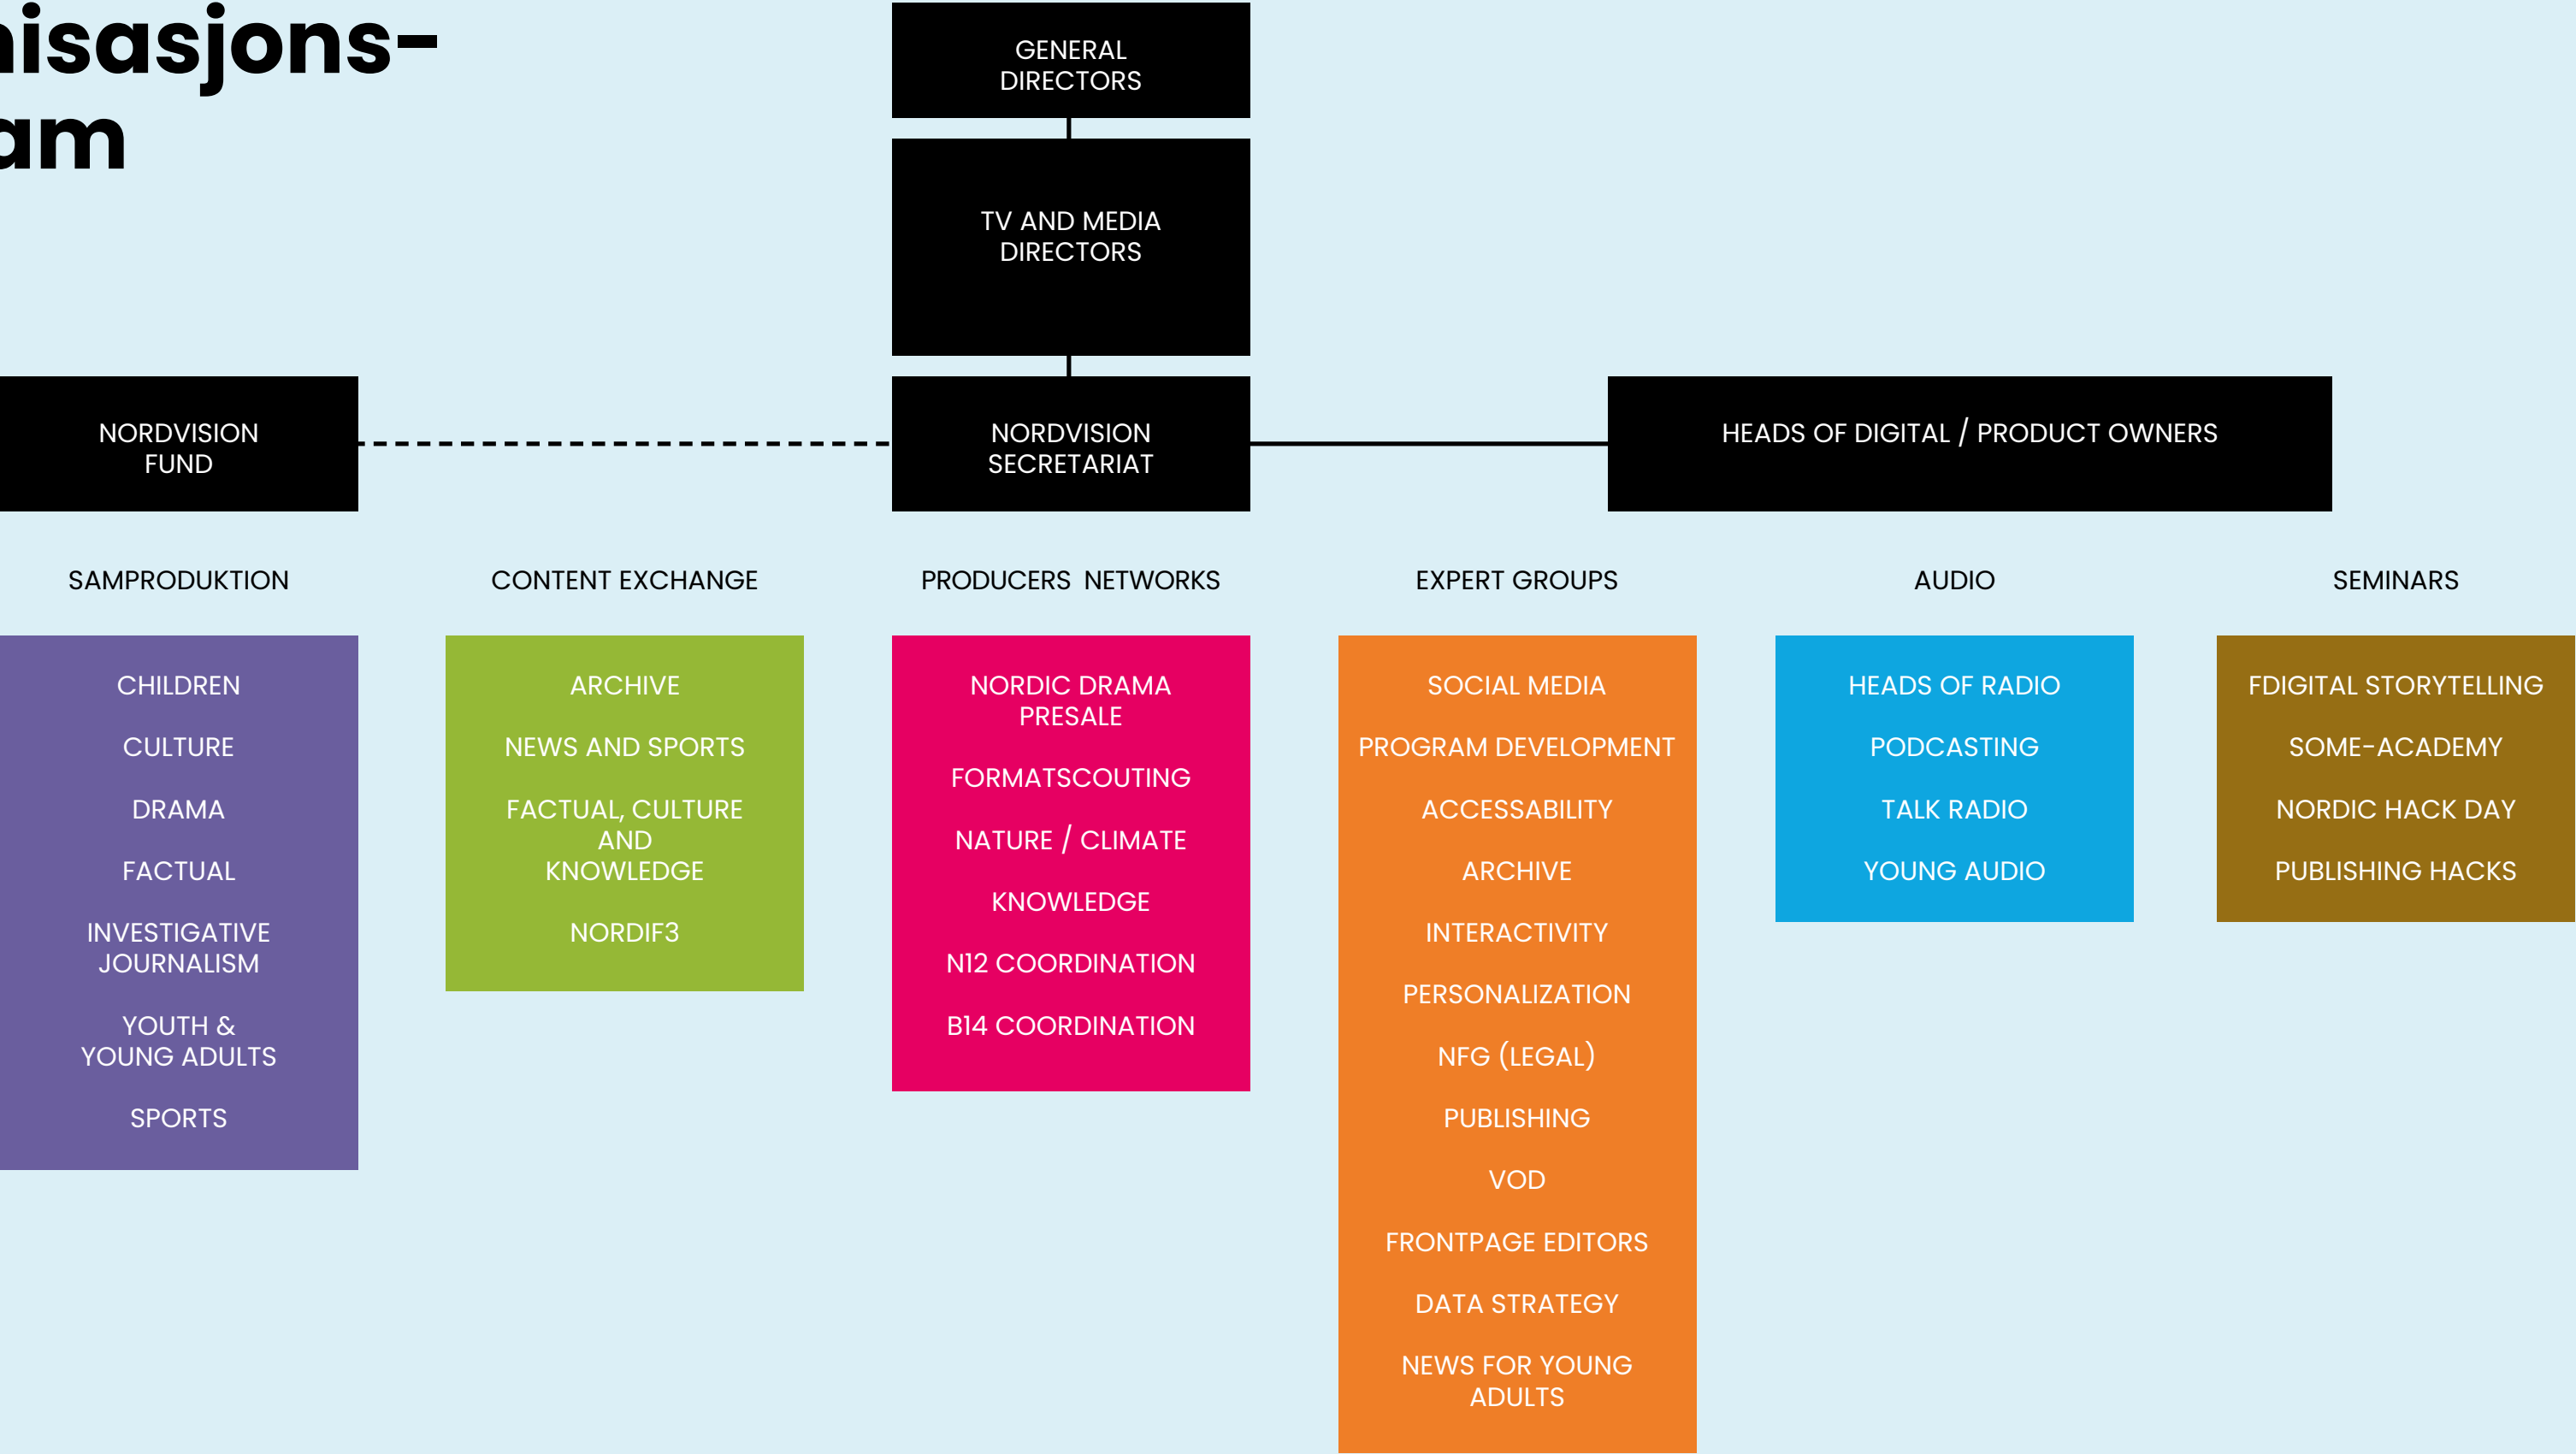 nisasjons-
am
GENERAL
DIRECTORS
TV AND MEDIA
DIRECTORS
NORDVISION
FUND
NORDVISION
SECRETARIAT
HEADS OF DIGITAL / PRODUCT OWNERS
SAMPRODUKTION
CHILDREN
CULTURE
DRAMA
FACTUAL
INVESTIGATIVE
JOURNALISM
YOUTH &
YOUNG ADULTS
SPORTS
CONTENT EXCHANGE
ARCHIVE
NEWS AND SPORTS
FACTUAL, CULTURE
AND
KNOWLEDGE
NORDIF3
PRODUCERS NETWORKS
NORDIC DRAMA
PRESALE
FORMATSCOUTING
NATURE / CLIMATE
KNOWLEDGE
N12 COORDINATION
B14 COORDINATION
EXPERT GROUPS
SOCIAL MEDIA
PROGRAM DEVELOPMENT
ACCESSABILITY
ARCHIVE
INTERACTIVITY
PERSONALIZATION
NFG (LEGAL)
PUBLISHING
VOD
FRONTPAGE EDITORS
DATA STRATEGY
NEWS FOR YOUNG
ADULTS
AUDIO
HEADS OF RADIO
PODCASTING
TALK RADIO
YOUNG AUDIO
SEMINARS
FDIGITAL STORYTELLING
SOME-ACADEMY
NORDIC HACK DAY
PUBLISHING HACKS